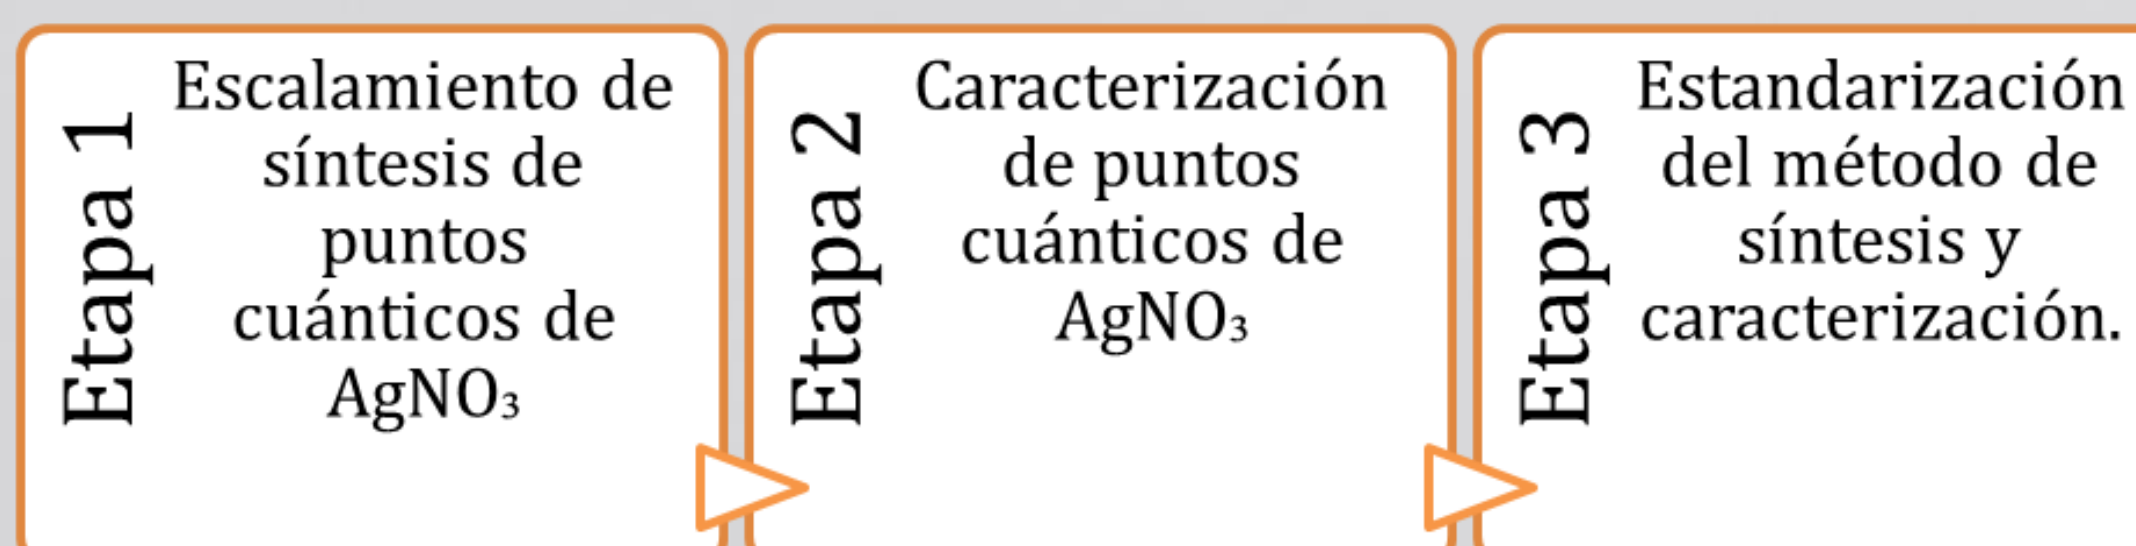 Etapa 1
Escalamiento de
síntesis de
puntos
cuánticos de
AgNO₃
Etapa 2
Caracterización
de puntos
cuánticos de
AgNO₃
Etapa 3
Estandarización
del método de
síntesis y
caracterización.